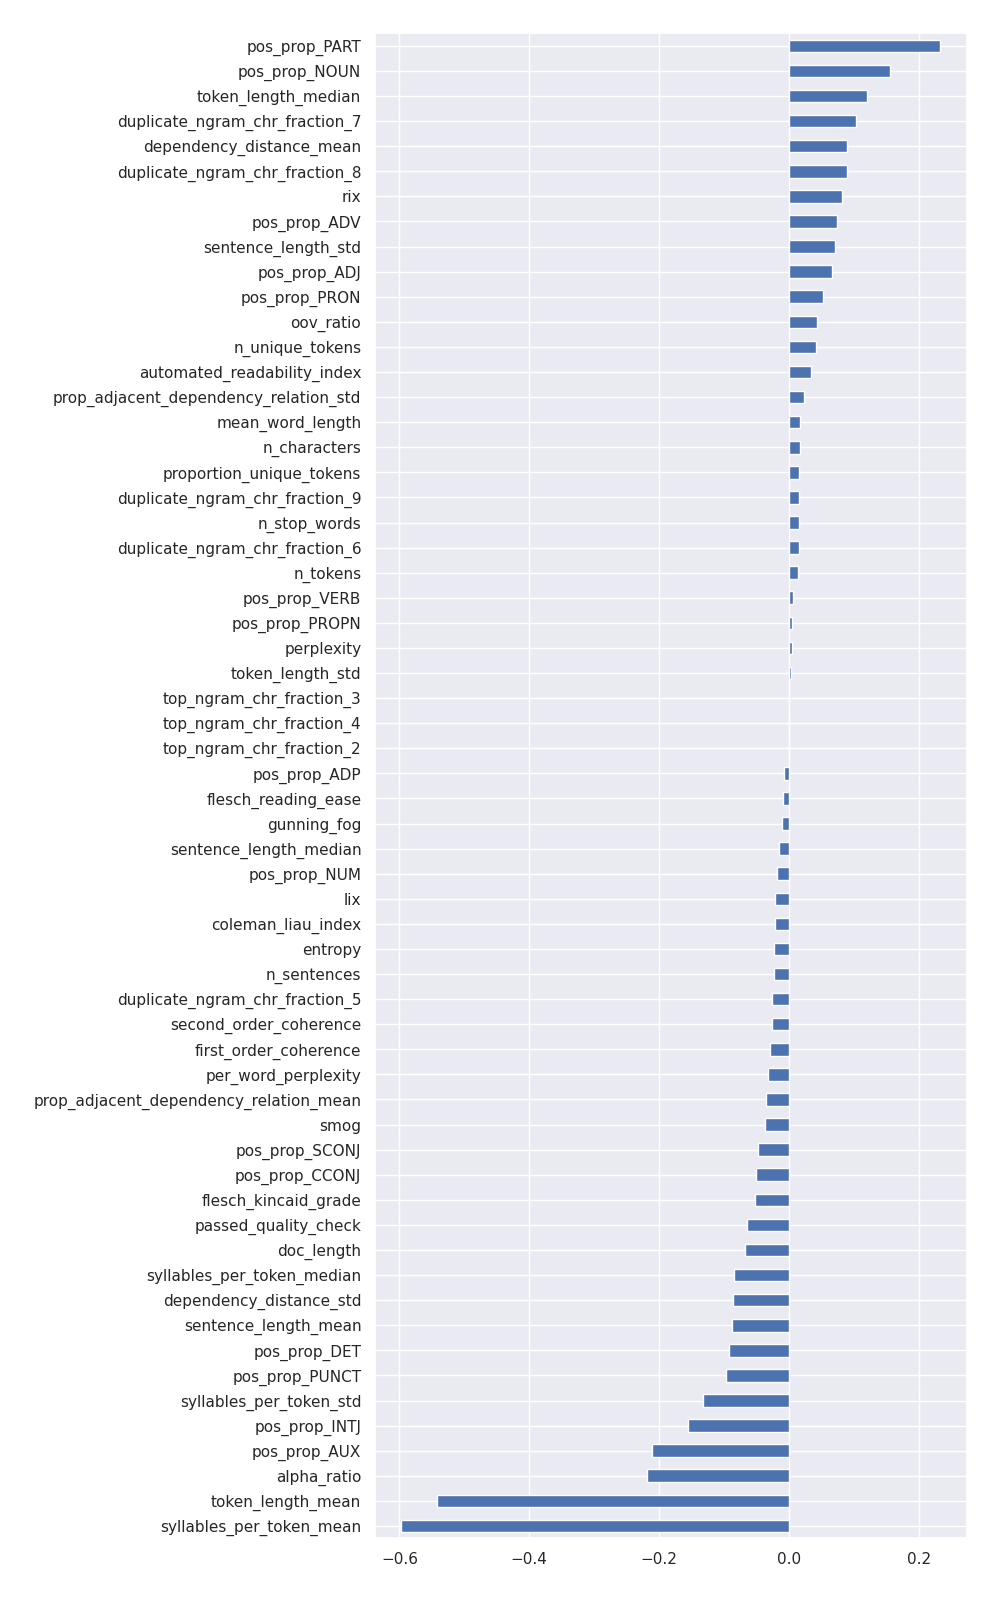 pos_prop_PART
pos_prop_NOUN
token_length_median
duplicate_ngram_chr_fraction_7
dependency_distance_mean
duplicate_ngram_chr_fraction_8
rix
pos_prop_ADV
sentence_length_std
pos_prop_ADJ
pos_prop_PRON
oov_ratio
n_unique_tokens
automated_readability_index
prop_adjacent_dependency_relation_std
mean_word_length
n_characters
proportion_unique_tokens
duplicate_ngram_chr_fraction_9
n_stop_words
duplicate_ngram_chr_fraction_6
n_tokens
pos_prop_VERB
pos_prop_PROPN
perplexity
token_length_std
top_ngram_chr_fraction_3
top_ngram_chr_fraction_4
top_ngram_chr_fraction_2
pos_prop_ADP
flesch_reading_ease
gunning_fog
sentence_length_median
pos_prop_NUM
lix
coleman_liau_index
entropy
n_sentences
duplicate_ngram_chr_fraction_5
second_order_coherence
first_order_coherence
per_word_perplexity
prop_adjacent_dependency_relation_mean
smog
pos_prop_SCONJ
pos_prop_CCONJ
flesch_kincaid_grade
passed_quality_check
doc_length
syllables_per_token_median
dependency_distance_std
sentence_length_mean
pos_prop_DET
pos_prop_PUNCT
syllables_per_token_std
pos_prop_INTJ
pos_prop_AUX
alpha_ratio
token_length_mean
syllables_per_token_mean
−0.6 −0.4 −0.2 0.0 0.2